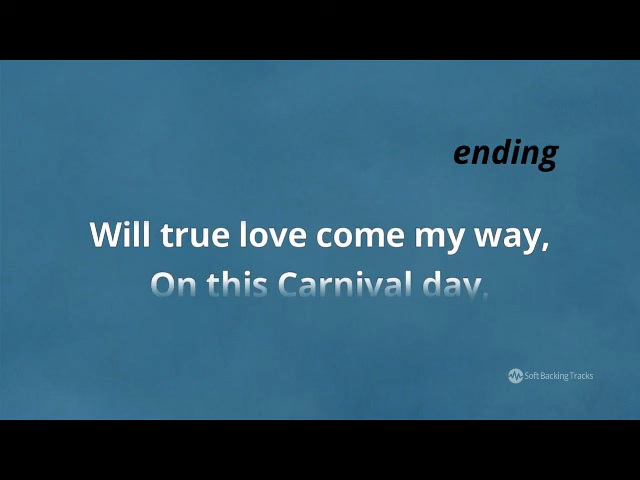 ending
Will true love come my way,
On this Carnival day,
Soft Backing Tracks